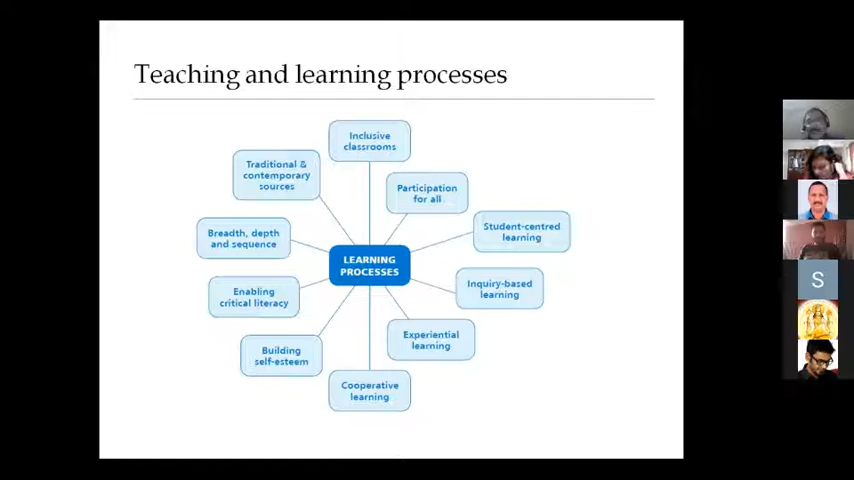 Teaching and learning processes
Inclusive
classrooms
Traditional &
contemporary
sources
Participation
for all
Breadth, depth
and sequence
Student-centred
learning
LEARNING
PROCESSES
Enabling
critical literacy
Inquiry-based
learning
Building
self-esteem
Experiential
learning
Cooperative
learning
S